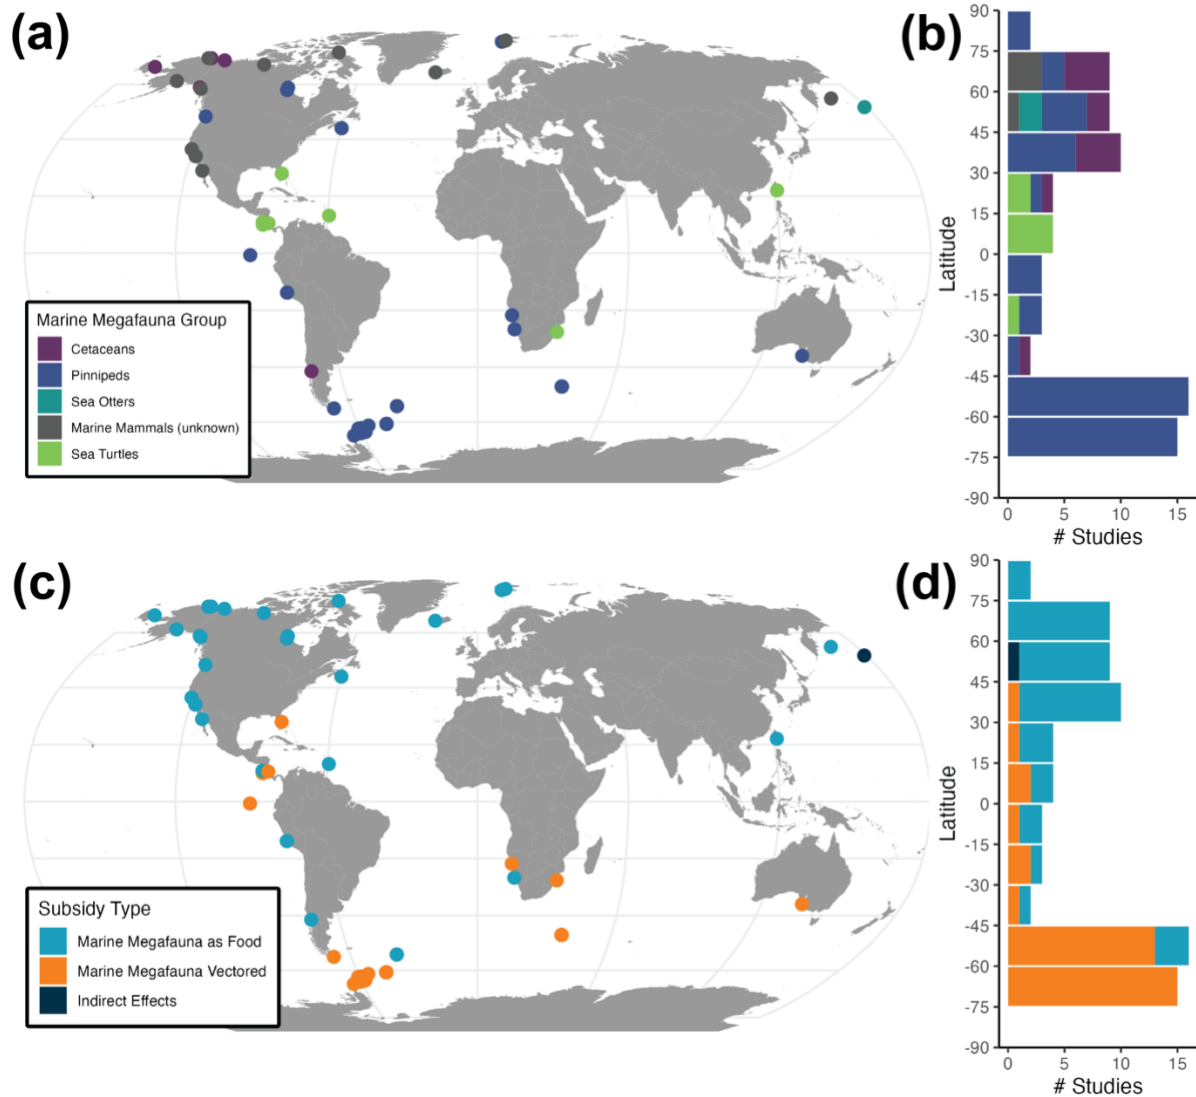 (a)
Marine Megafauna Group
Cetaceans
Pinnipeds
Sea Otters
Marine Mammals (unknown)
Sea Turtles
(b)
90
75
60
45
30
15
0
-15
-30
-45
-60
-75
-90
Latitude
0 5 10 15
# Studies
(c)
Subsidy Type
Marine Megafauna as Food
Marine Megafauna Vectored
Indirect Effects
(d)
90
75
60
45
30
15
0
-15
-30
-45
-60
-75
-90
Latitude
0 5 10 15
# Studies